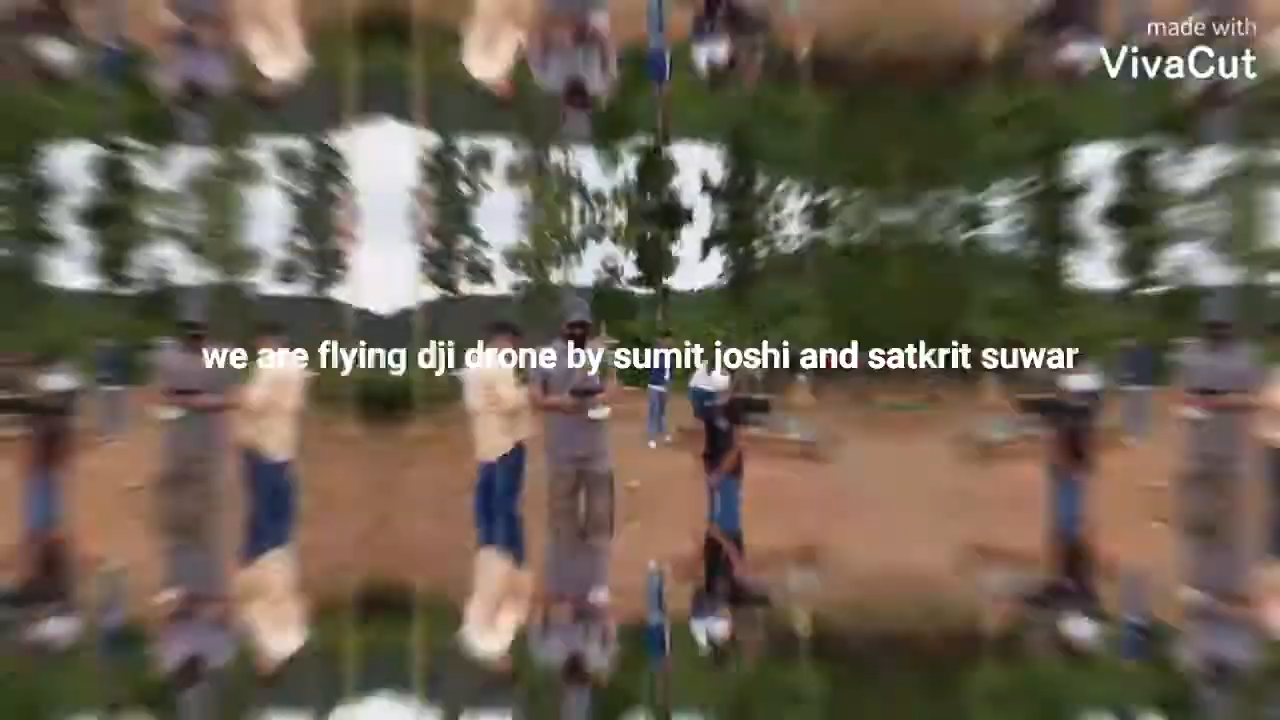 made with
VivaCut
we are flying dji drone by sumit joshi and satkrit suwar